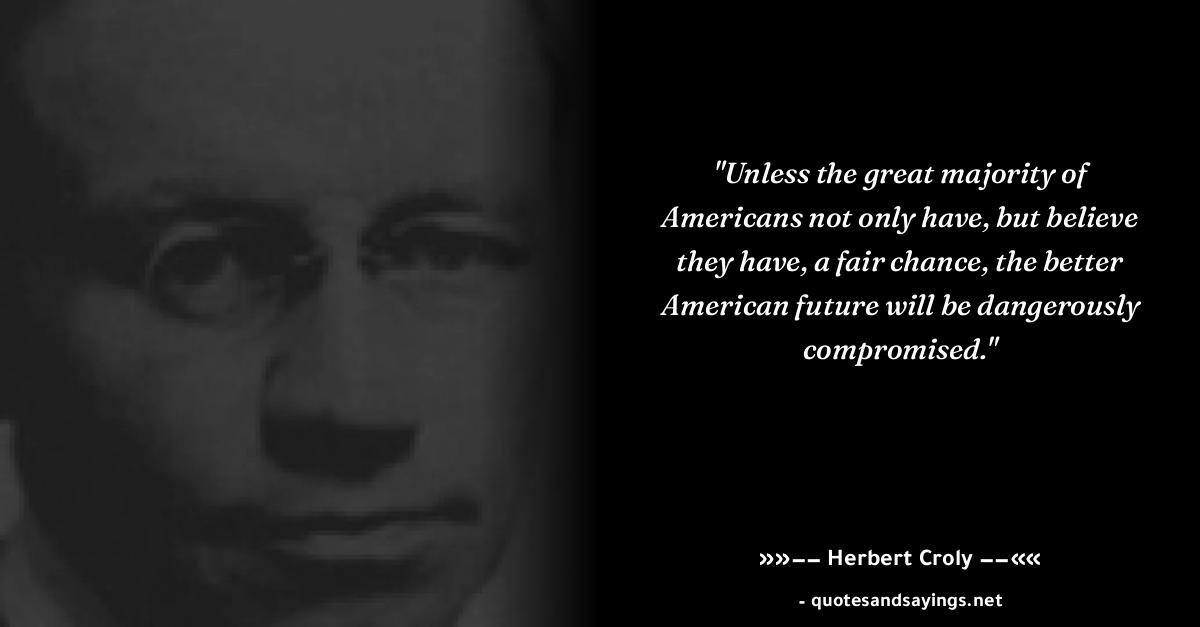 "Unless the great majority of
Americans not only have, but believe
they have, a fair chance, the better
American future will be dangerously
compromised."
»»−− Herbert Croly −−««
- quotesandsayings.net